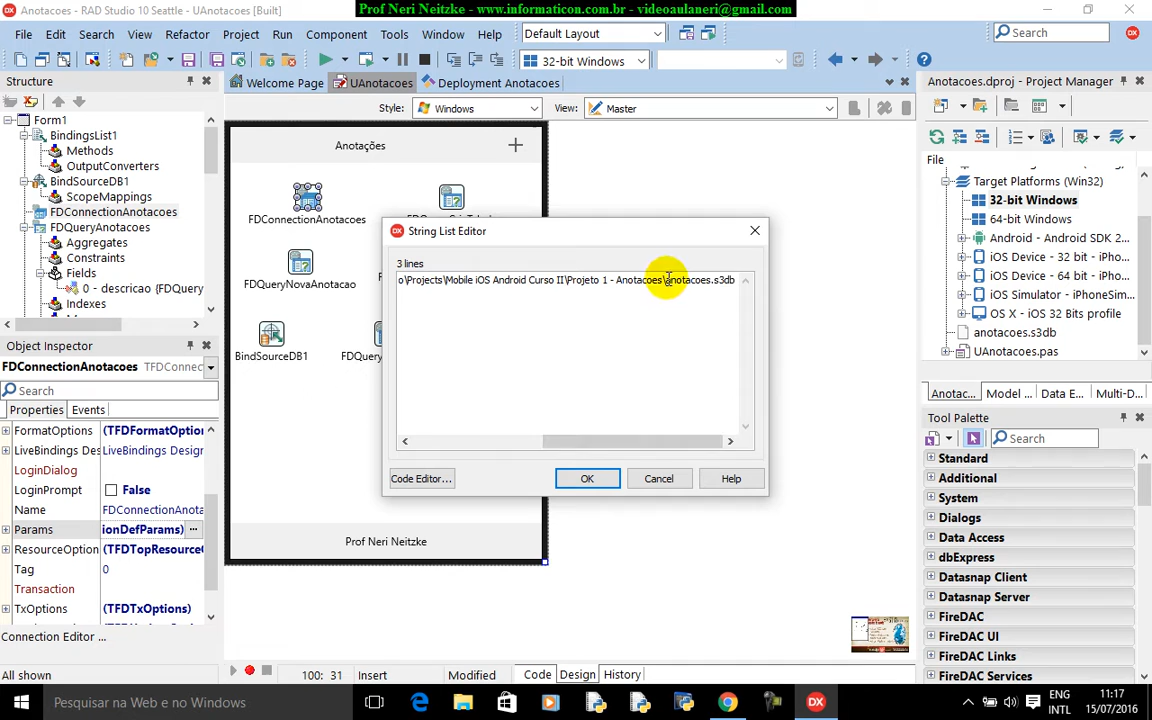 Prof Neri Neitzke - www.informaticon.com.br - videoaulaneri@gmail.com
Anotacoes - RAD Studio 10 Seattle - UAnotacoes [Built]
File Edit Search View Refactor Project Run Component Tools Window Help
Default Layout
Search
32-bit Windows
Structure
Welcome Page UAnotacoes Deployment Anotacoes
Style: Windows View: Master
Form1
BindingsList1
Methods
OutputConverters
BindSourceDB1
ScopeMappings
FDConnectionAnotacoes
FDQueryAnotacoes
Aggregates
Constraints
Fields
0 - descricao {FDQuery
Indexes
Anotações
FDConnectionAnotacoes
FDQueryNovaAnotacao
BindSourceDB1
FDQuery
Prof Neri Neitzke
String List Editor
3 lines
o\Projects\Mobile iOS Android Curso II\Projeto 1 - Anotacoes\anotacoes.s3db
Code Editor...
OK
Cancel
Help
Object Inspector
FDConnectionAnotacoes TFDConnec
Search
Properties Events
FormatOptions (TFDFormatOption
LiveBindings Des LiveBindings Design
LoginDialog
LoginPrompt False
Name FDConnectionAnota
Params ionDefParams) ...
ResourceOption (TFDTopResource
Tag 0
Transaction
TxOptions (TFDTxOptions)
Connection Editor ...
All shown
100: 31 Insert Modified Code Design History
Anotacoes.dproj - Project Manager
File
Target Platforms (Win32)
32-bit Windows
64-bit Windows
Android - Android SDK 2...
iOS Device - 32 bit - iPho...
iOS Device - 64 bit - iPho...
iOS Simulator - iPhoneSim...
OS X - iOS 32 Bits profile
anotacoes.s3db
UAnotacoes.pas
Anotac... Model ... Data E... Multi-D...
Tool Palette
Search
Standard
Additional
System
Dialogs
Data Access
dbExpress
Datasnap Client
Datasnap Server
FireDAC
FireDAC UI
FireDAC Links
FireDAC Services
Pesquisar na Web e no Windows
DX
ENG
INTL
11:17
15/07/2016